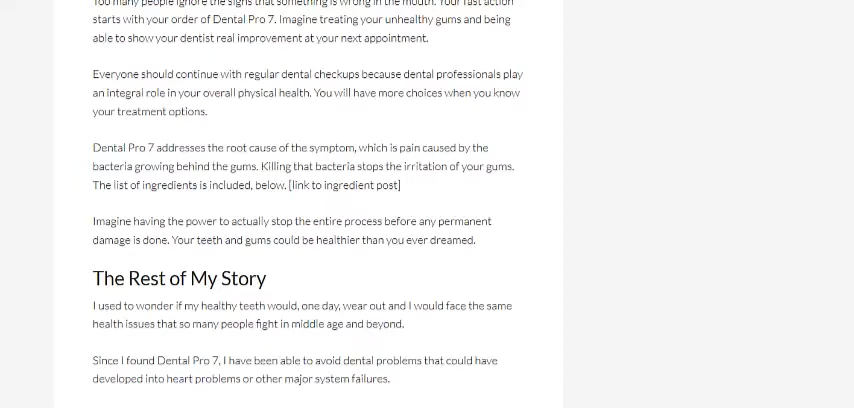 Too many people ignore the signs that something is wrong in the mouth. Your fast action
starts with your order of Dental Pro 7. Imagine treating your unhealthy gums and being
able to show your dentist real improvement at your next appointment.
Everyone should continue with regular dental checkups because dental professionals play
an integral role in your overall physical health. You will have more choices when you know
your treatment options.
Dental Pro 7 addresses the root cause of the symptom, which is pain caused by the
bacteria growing behind the gums. Killing that bacteria stops the irritation of your gums.
The list of ingredients is included, below. [link to ingredient post]
Imagine having the power to actually stop the entire process before any permanent
damage is done. Your teeth and gums could be healthier than you ever dreamed.
The Rest of My Story
I used to wonder if my healthy teeth would, one day, wear out and I would face the same
health issues that so many people fight in middle age and beyond.
Since I found Dental Pro 7, I have been able to avoid dental problems that could have
developed into heart problems or other major system failures.